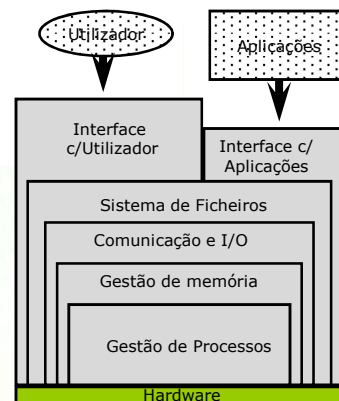 Utilizador
Aplicações
Interface
c/Utilizador
Interface c/
Aplicações
Sistema de Ficheiros
Comunicação e I/O
Gestão de memória
Gestão de Processos
Hardware